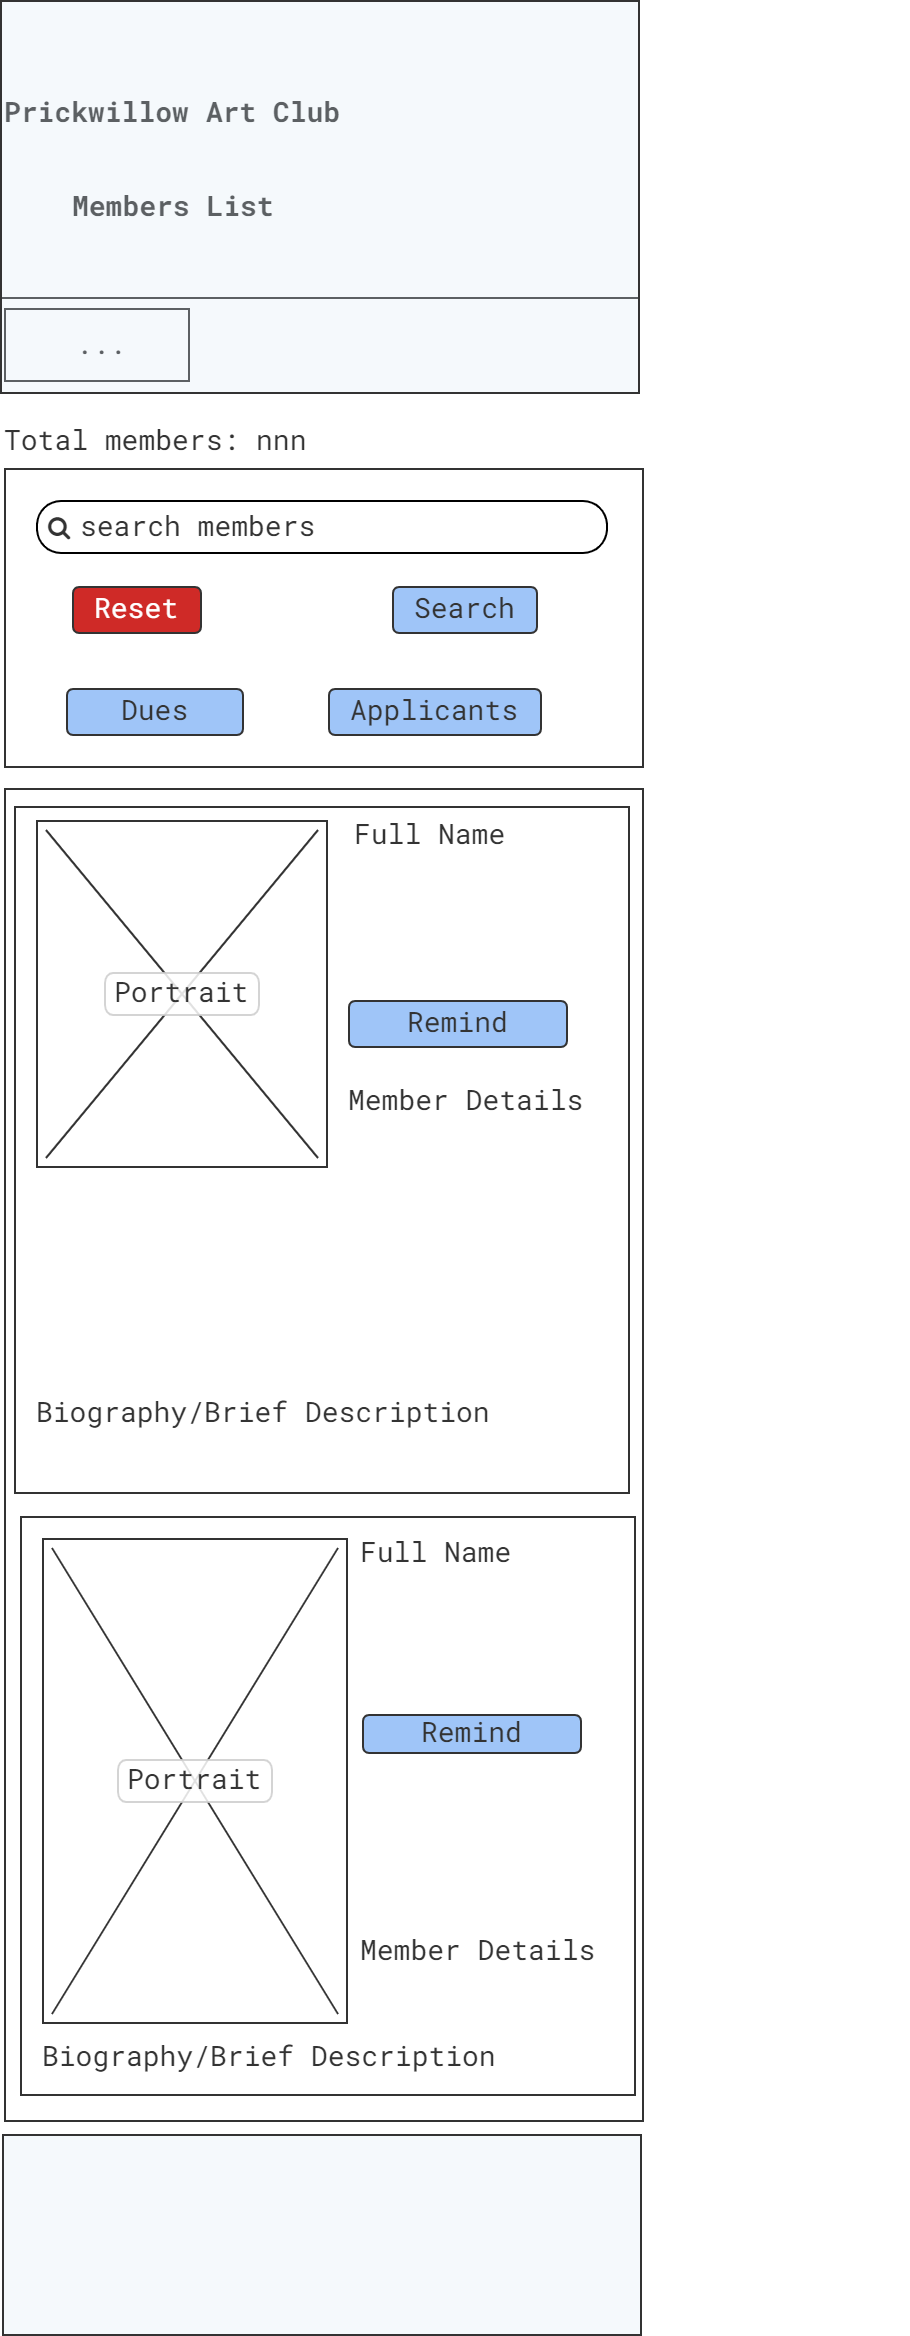 Prickwillow Art Club
Members List
...
Total members: nnn
search members
Reset
Search
Dues
Applicants
Full Name
Portrait
Remind
Member Details
Biography/Brief Description
Full Name
Remind
Portrait
Member Details
Biography/Brief Description